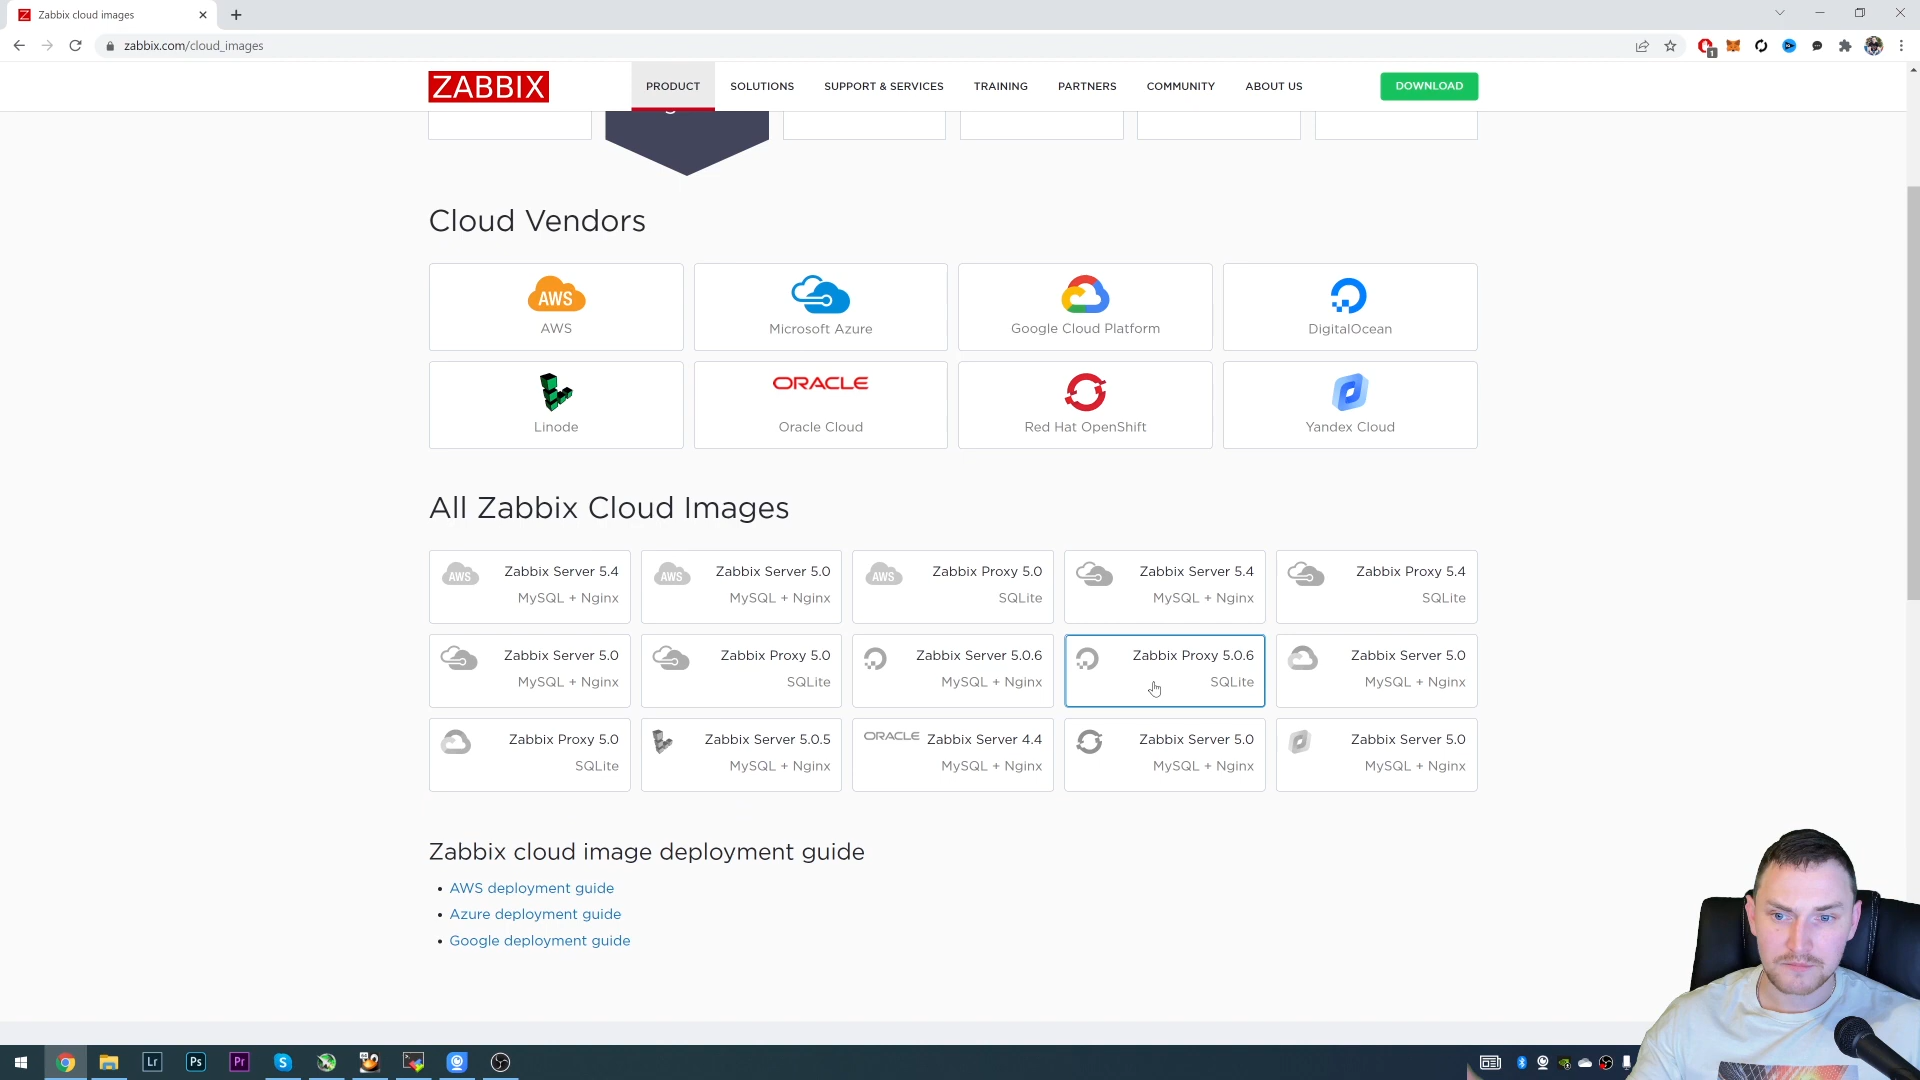 Zabbix cloud images
zabbix.com/cloud_images
ZABBIX
PRODUCT
SOLUTIONS
SUPPORT & SERVICES
TRAINING
PARTNERS
COMMUNITY
ABOUT US
DOWNLOAD
Cloud Vendors
AWS
AWS
Microsoft Azure
Google Cloud Platform
DigitalOcean
Linode
ORACLE
Oracle Cloud
Red Hat OpenShift
Yandex Cloud
All Zabbix Cloud Images
AWS
Zabbix Server 5.4
MySQL + Nginx
AWS
Zabbix Server 5.0
MySQL + Nginx
AWS
Zabbix Proxy 5.0
SQLite
Zabbix Server 5.4
MySQL + Nginx
Zabbix Proxy 5.4
SQLite
Zabbix Server 5.0
MySQL + Nginx
Zabbix Proxy 5.0
SQLite
Zabbix Server 5.0.6
MySQL + Nginx
Zabbix Proxy 5.0.6
SQLite
Zabbix Server 5.0
MySQL + Nginx
Zabbix Proxy 5.0
SQLite
Zabbix Server 5.0.5
MySQL + Nginx
ORACLE
Zabbix Server 4.4
MySQL + Nginx
Zabbix Server 5.0
MySQL + Nginx
Zabbix Server 5.0
MySQL + Nginx
Zabbix cloud image deployment guide
AWS deployment guide
Azure deployment guide
Google deployment guide
Lr
Ps
Pr